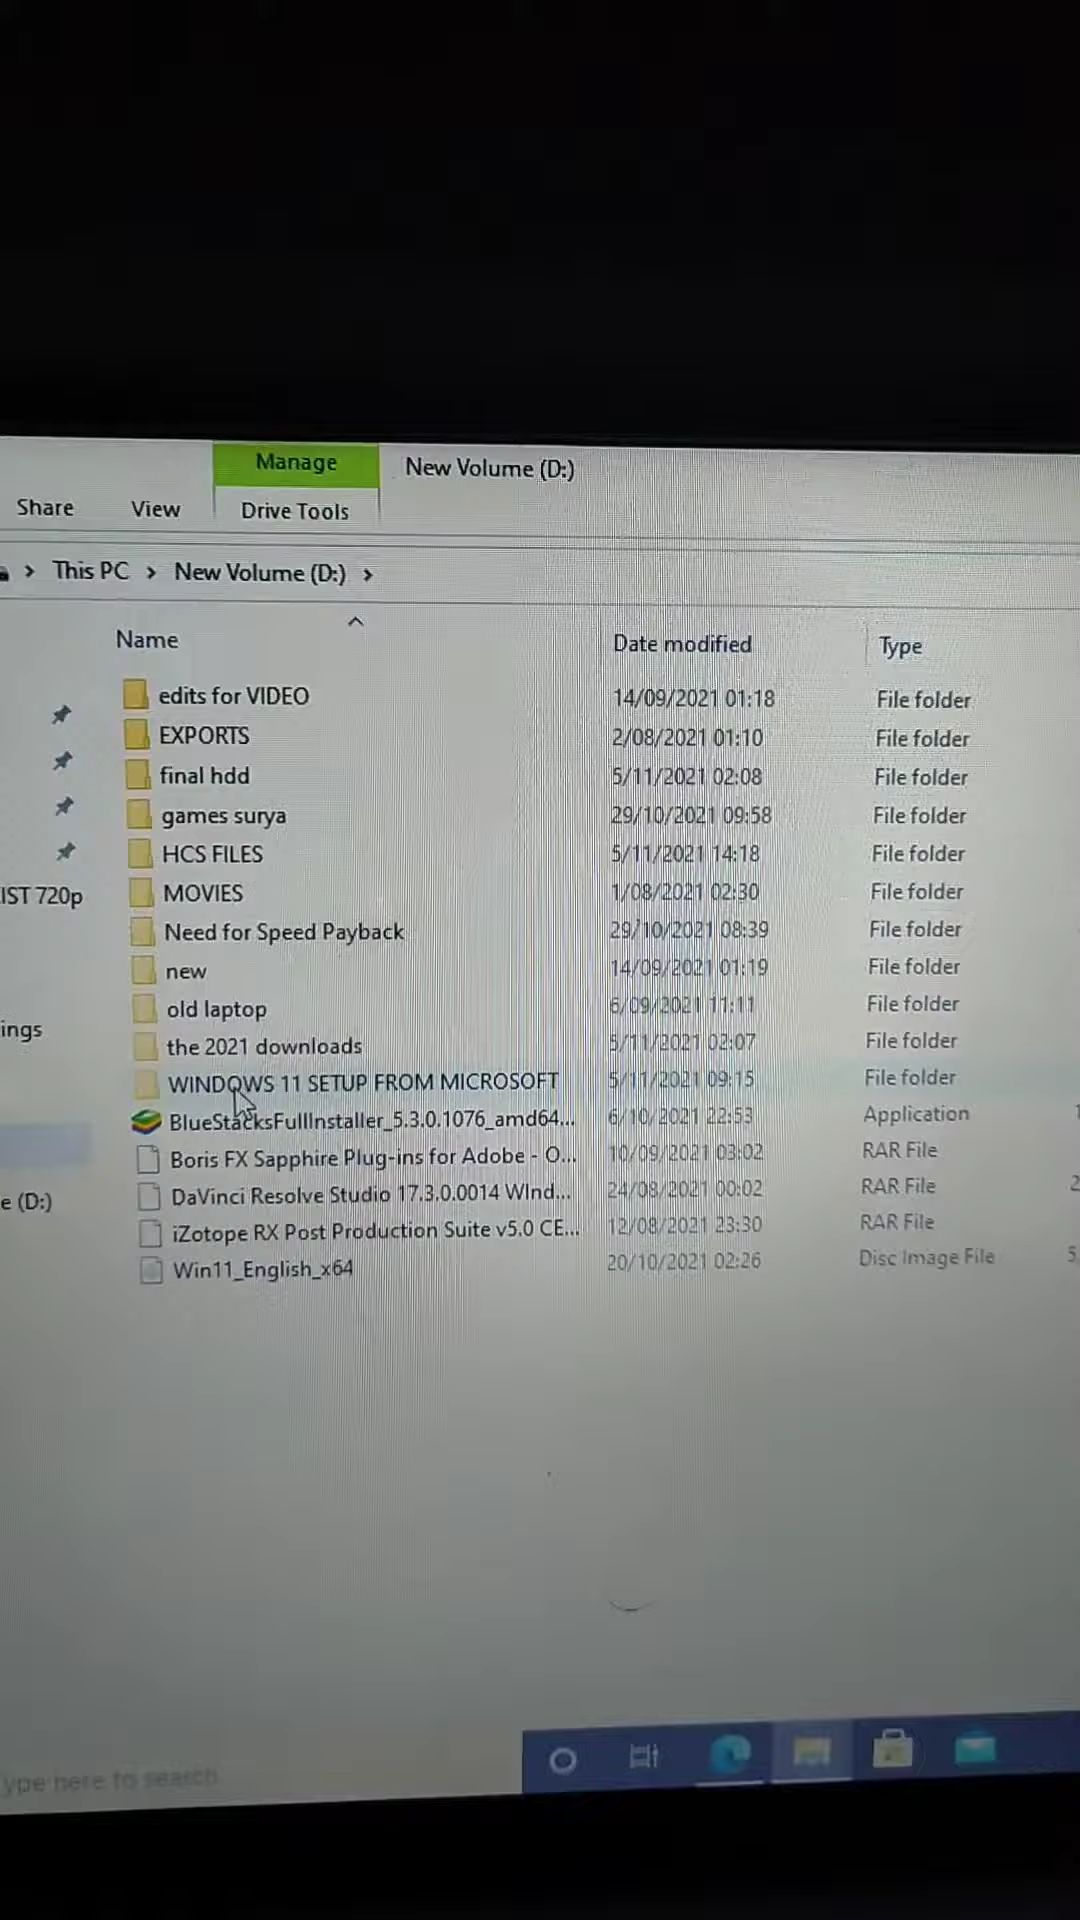 Manage New Volume (D:)
Share View Drive Tools
This PC > New Volume (D:) >
Name Date modified Type
edits for VIDEO 14/09/2021 01:18 File folder
EXPORTS 2/08/2021 01:10 File folder
final hdd 5/11/2021 02:08 File folder
games surya 29/10/2021 09:58 File folder
HCS FILES 5/11/2021 14:18 File folder
IST 720p MOVIES 1/08/2021 02:30 File folder
Need for Speed Payback 29/10/2021 08:39 File folder
new 14/09/2021 01:19 File folder
ings old laptop 6/09/2021 11:11 File folder
the 2021 downloads 5/11/2021 02:07 File folder
WINDOWS 11 SETUP FROM MICROSOFT 5/11/2021 09:15 File folder
BlueStacksFullInstaller_5.3.0.1076_amd64... 6/10/2021 22:53 Application 1
Boris FX Sapphire Plug-ins for Adobe - O... 10/09/2021 03:02 RAR File
e (D:) DaVinci Resolve Studio 17.3.0.0014 WInd... 24/08/2021 00:02 RAR File 2
iZotope RX Post Production Suite v5.0 CE... 12/08/2021 23:30 RAR File
Win11_English_x64 20/10/2021 02:26 Disc Image File 5
ype here to search